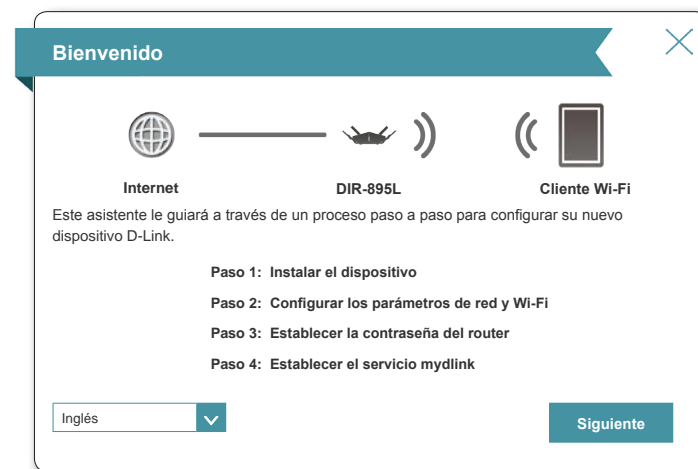 Bienvenido
Internet
DIR-895L
Cliente Wi-Fi
Este asistente le guiará a través de un proceso paso a paso para configurar su nuevo
dispositivo D-Link.
Paso 1: Instalar el dispositivo
Paso 2: Configurar los parámetros de red y Wi-Fi
Paso 3: Establecer la contraseña del router
Paso 4: Establecer el servicio mydlink
Inglés
Siguiente